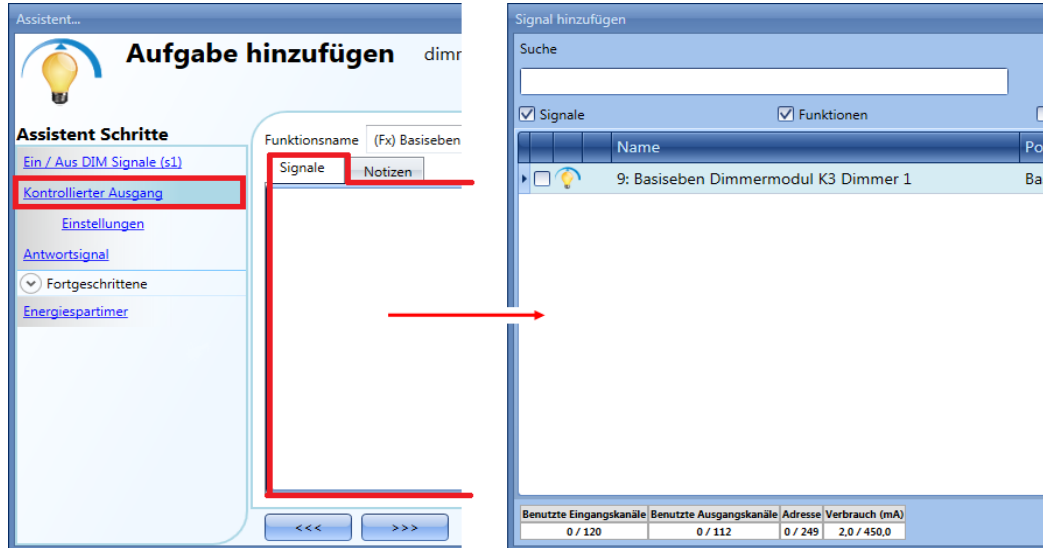 Assistent...
Aufgabe hinzufügen dimm
Assistent Schritte
Ein / Aus DIM Signale (s1)
Kontrollierter Ausgang
Einstellungen
Antwortsignal
Fortgeschrittene
Energiespartimer
Funktionsname (Fx) Basiseben
Signale Notizen
<<< >>>
Signal hinzufügen
Suche
Signale Funktionen
Name Po
9: Basiseben Dimmermodul K3 Dimmer 1 Ba
Benutzte Eingangskanäle Benutzte Ausgangskanäle Adresse Verbrauch (mA)
0 / 120 0 / 112 0 / 249 2,0 / 450,0